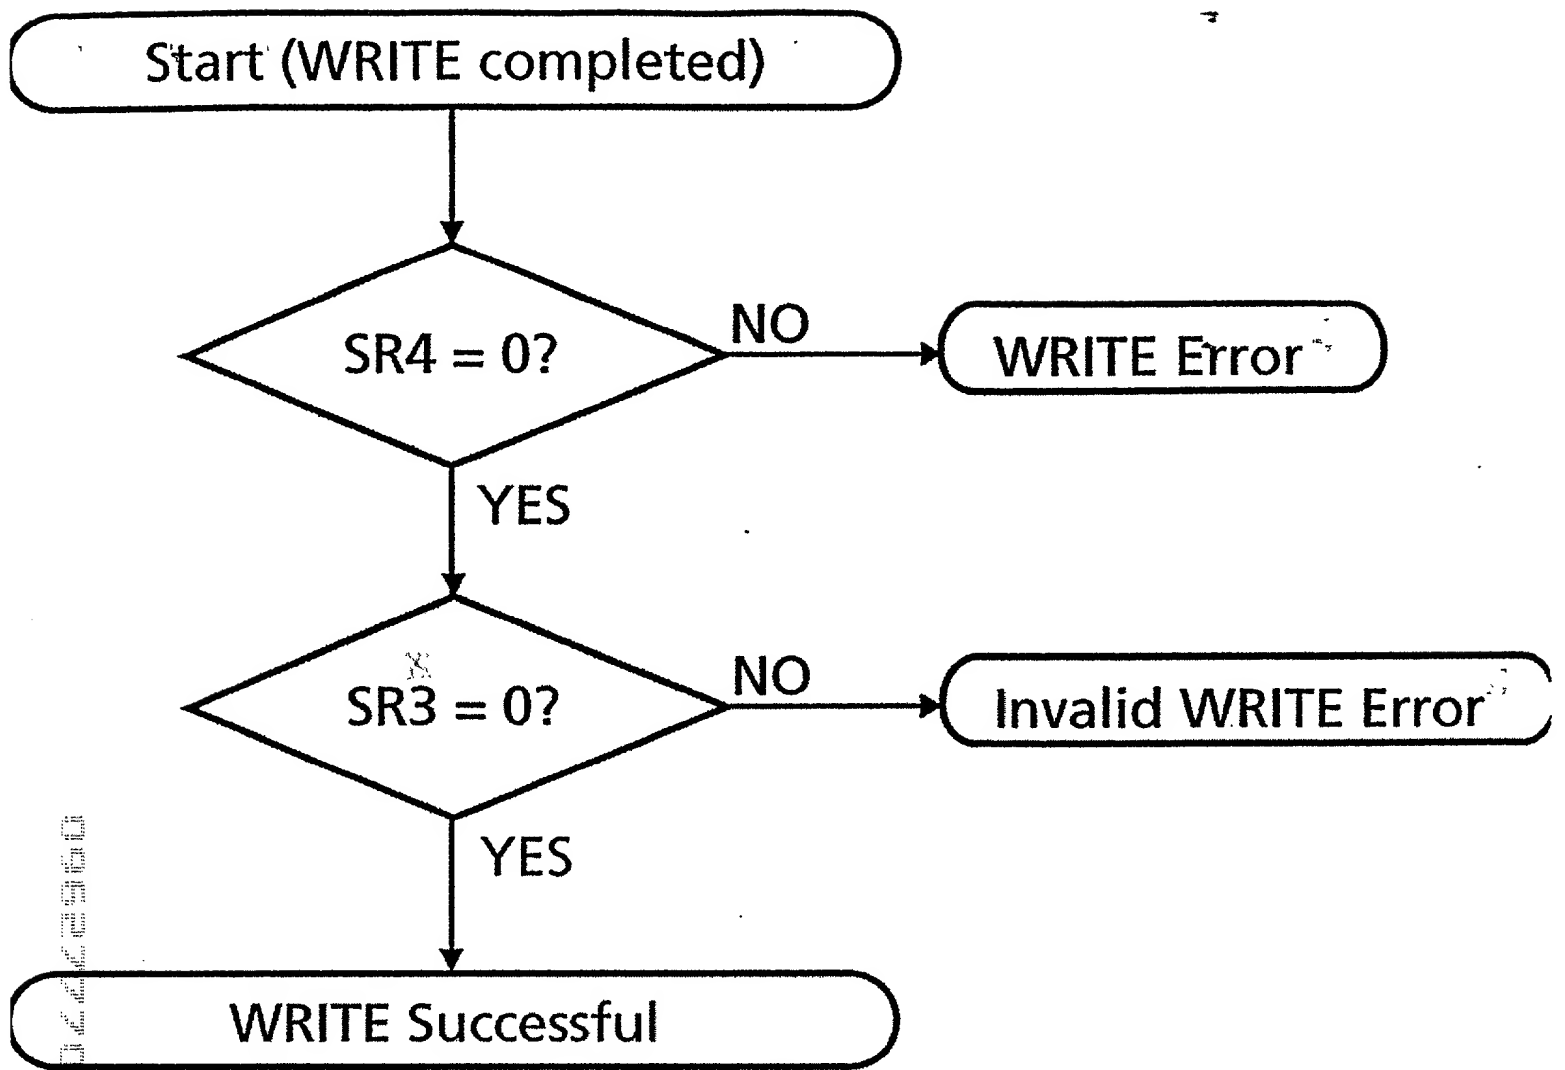 Start (WRITE completed)
SR4 = 0?
NO
WRITE Error
YES
SR3 = 0?
NO
Invalid WRITE Error
YES
WRITE Successful